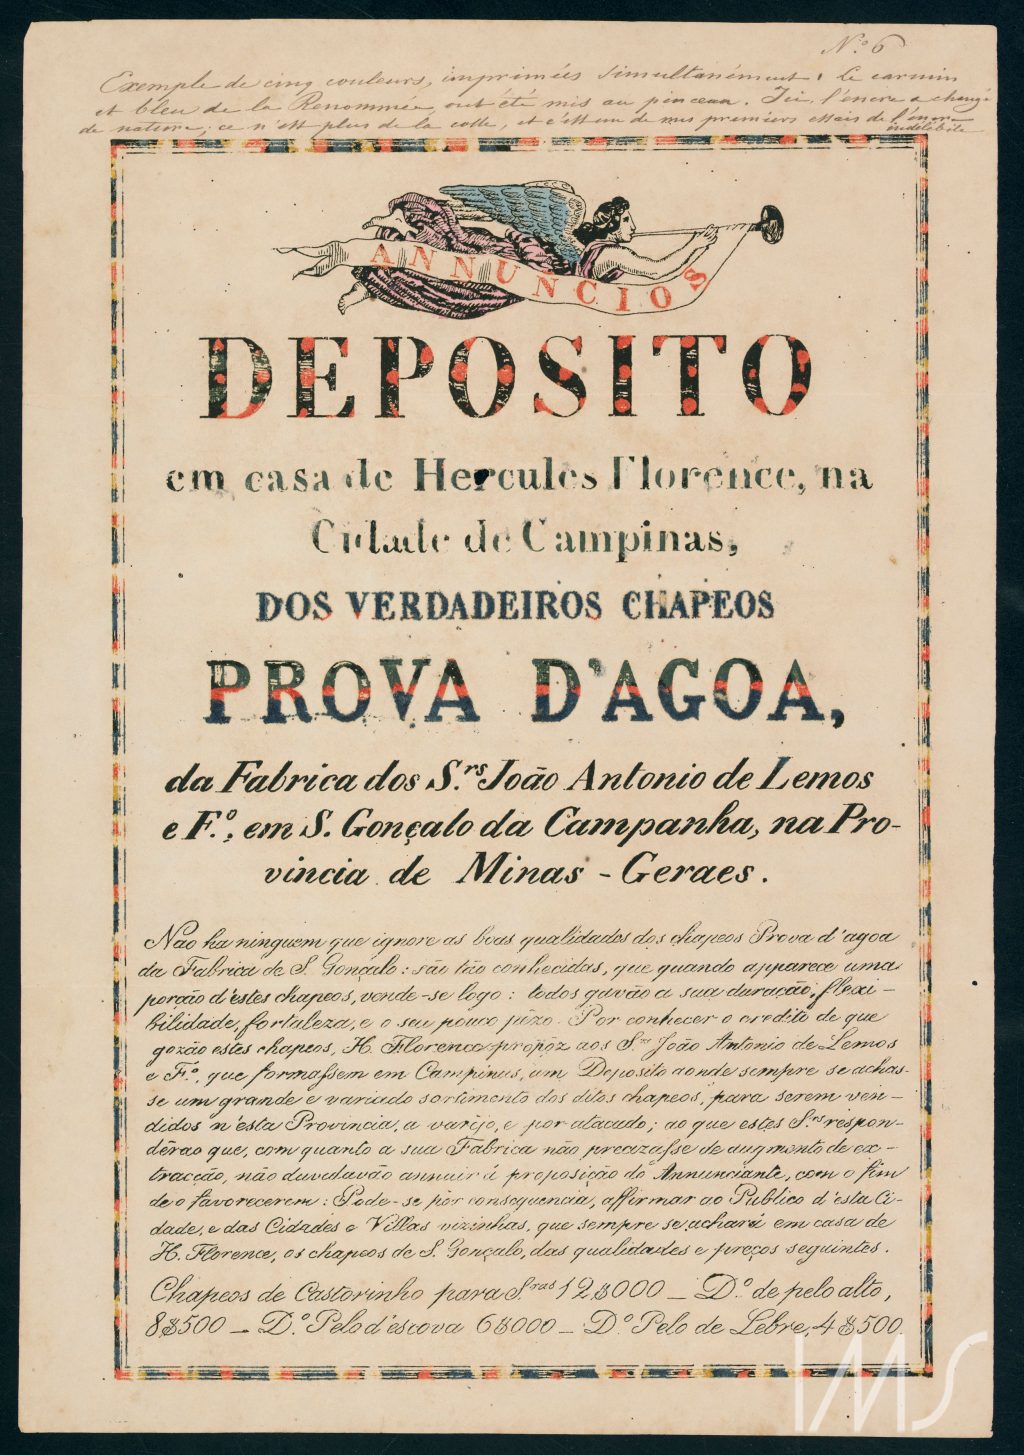 N.º 6
Exemple de cinq couleurs, imprimées simultanément: Le carmin
et bleu de la Renommée ont été mis au pinceau. Ici, l'encre a changé
de nature; ce n'est plus de la colle, et c'est un de mes premiers essais de l'encre
indélébile
ANNUNCIOS
DEPOSITO
em casa de Hercules Florence, na
Cidade de Campinas,
DOS VERDADEIROS CHAPEOS
PROVA D'AGOA,
da Fabrica dos S.rs João Antonio de Lemos
e F.º, em S. Gonçalo da Campanha, na Pro-
vincia de Minas-Geraes.
Não ha ninguem que ignore as boas qualidades dos chapeos Prova d'agoa
da Fabrica de S. Gonçalo: são tão conhecidas, que quando apparece uma
porção d'estes chapeos, vende-se logo: todos gavão a sua duração, flexi-
bilidade, fortaleza, e o seu pouco pêzo. Por conhecer o credito de que
gozão estes chapeos, H. Florence propôz aos S.rs João Antonio de Lemos
e F.º, que formassem em Campinas, um Deposito aonde sempre se achas-
se um grande e variado sortimento dos ditos chapeos, para serem ven-
didos n'esta Provincia, a varêjo, e por atacado; ao que estes S.rs respon-
dêrao que, com quanto a sua Fabrica não precizasse de augmento de ex-
tracção, não duvidavão annuir á proposição do Annunciante, com o fim
de o favorecerem: Pode-se pôr consequencia, affirmar ao Publico d'esta Ci-
dade, e das Cidades e Villas vizinhas, que sempre se achará em casa de
H. Florence, os chapeos de S. Gonçalo, das qualidades e preços seguintes.
Chapeos de Castorinho para S.ras 12$000 _ D.º de pelo alto,
8$500 _ D.º Pelo d'escova 6$000 _ D.º Pelo de Lebre, 4$500
IMS